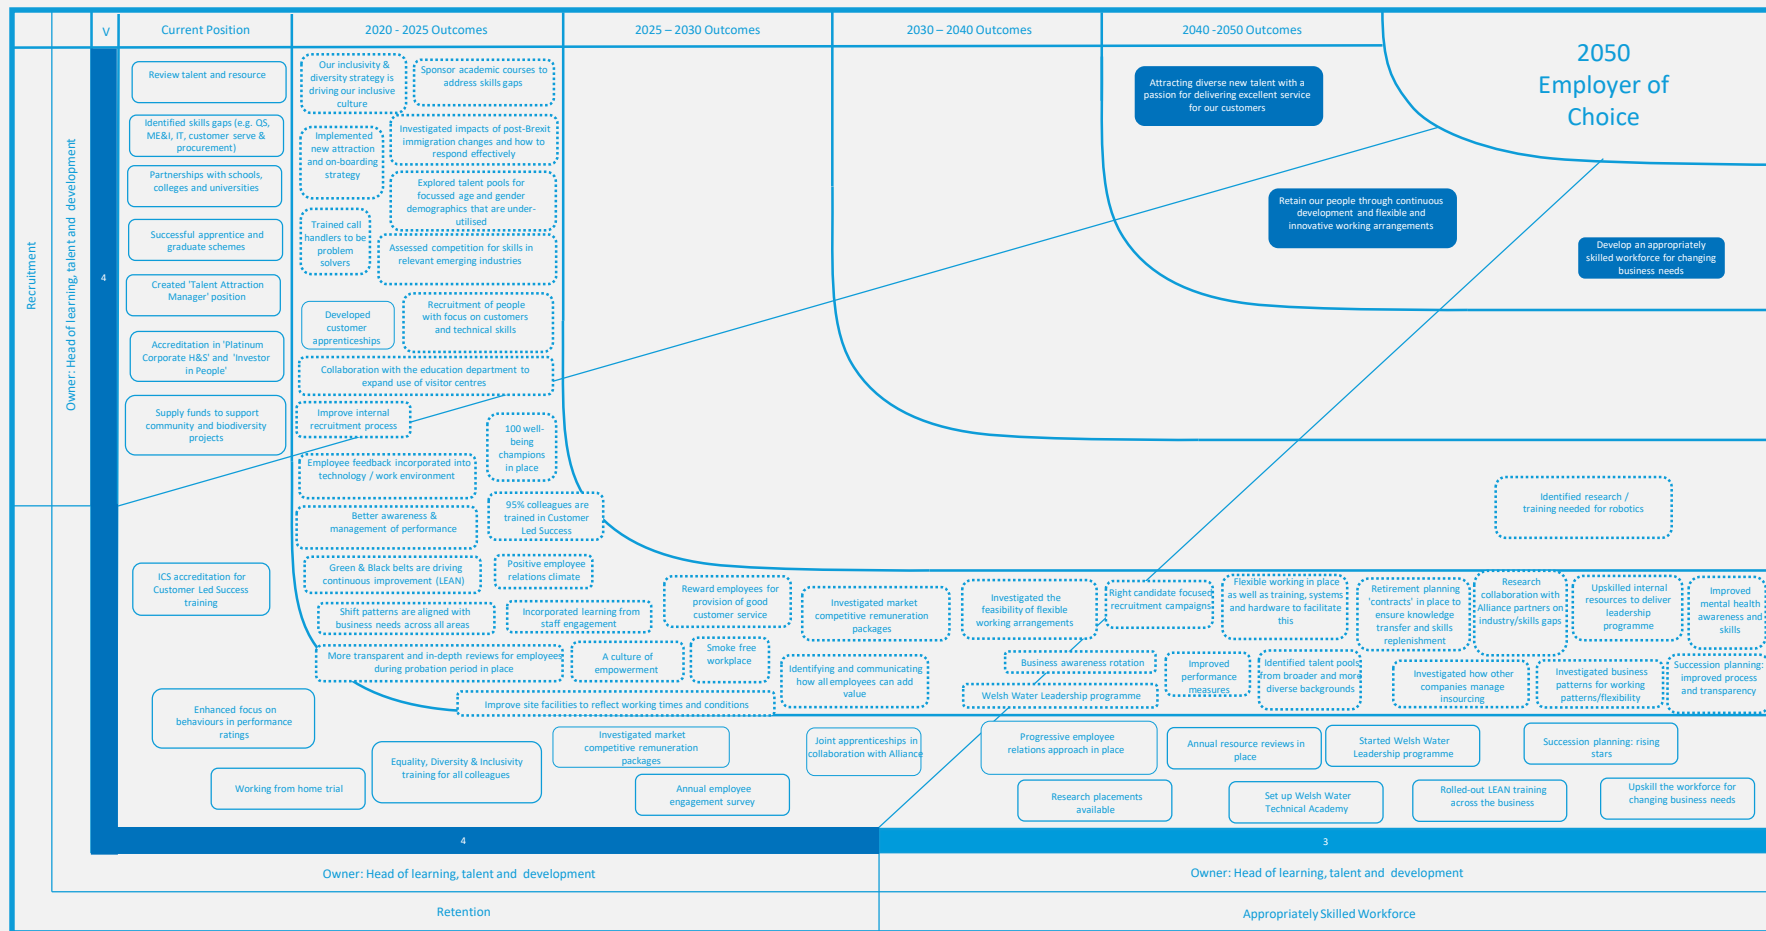 V
Current Position
2020 - 2025 Outcomes
2025 – 2030 Outcomes
2030 – 2040 Outcomes
2040 -2050 Outcomes
2050
Employer of
Choice
Recruitment
Owner: Head of learning, talent and development
4
Review talent and resource
Identified skills gaps (e.g. QS,
ME&I, IT, customer serve &
procurement)
Partnerships with schools,
colleges and universities
Successful apprentice and
graduate schemes
Created 'Talent Attraction
Manager' position
Accreditation in 'Platinum
Corporate H&S' and 'Investor
in People'
Supply funds to support
community and biodiversity
projects
Our inclusivity &
diversity strategy is
driving our inclusive
culture
Sponsor academic courses to
address skills gaps
Implemented
new attraction
and on-boarding
strategy
Investigated impacts of post-Brexit
immigration changes and how to
respond effectively
Explored talent pools for
focussed age and gender
demographics that are under-
utilised
Trained call
handlers to be
problem
solvers
Assessed competition for skills in
relevant emerging industries
Developed
customer
apprenticeships
Recruitment of people
with focus on customers
and technical skills
Collaboration with the education department to
expand use of visitor centres
Improve internal
recruitment process
100 well-
being
champions
in place
Employee feedback incorporated into
technology / work environment
Better awareness &
management of performance
95% colleagues are
trained in Customer
Led Success
Green & Black belts are driving
continuous improvement (LEAN)
Positive employee
relations climate
Shift patterns are aligned with
business needs across all areas
Incorporated learning from
staff engagement
More transparent and in-depth reviews for employees
during probation period in place
A culture of
empowerment
Smoke free
workplace
Improve site facilities to reflect working times and conditions
Attracting diverse new talent with a
passion for delivering excellent service
for our customers
Retain our people through continuous
development and flexible and
innovative working arrangements
Develop an appropriately
skilled workforce for changing
business needs
Identified research /
training needed for robotics
Reward employees for
provision of good
customer service
Investigated market
competitive remuneration
packages
Identifying and communicating
how all employees can add
value
Investigated the
feasibility of flexible
working arrangements
Right candidate focused
recruitment campaigns
Flexible working in place
as well as training, systems
and hardware to facilitate
this
Retirement planning
'contracts' in place to
ensure knowledge
transfer and skills
replenishment
Research
collaboration with
Alliance partners on
industry/skills gaps
Upskilled internal
resources to deliver
leadership
programme
Improved
mental health
awareness and
skills
Business awareness rotation
Welsh Water Leadership programme
Improved
performance
measures
Identified talent pools
from broader and more
diverse backgrounds
Investigated how other
companies manage
insourcing
Investigated business
patterns for working
patterns/flexibility
Succession planning:
improved process
and transparency
ICS accreditation for
Customer Led Success
training
Enhanced focus on
behaviours in performance
ratings
Working from home trial
Equality, Diversity & Inclusivity
training for all colleagues
Investigated market
competitive remuneration
packages
Annual employee
engagement survey
Joint apprenticeships in
collaboration with Alliance
Progressive employee
relations approach in place
Research placements
available
Annual resource reviews in
place
Set up Welsh Water
Technical Academy
Started Welsh Water
Leadership programme
Rolled-out LEAN training
across the business
Succession planning: rising
stars
Upskill the workforce for
changing business needs
4
3
Owner: Head of learning, talent and development
Owner: Head of learning, talent and development
Retention
Appropriately Skilled Workforce